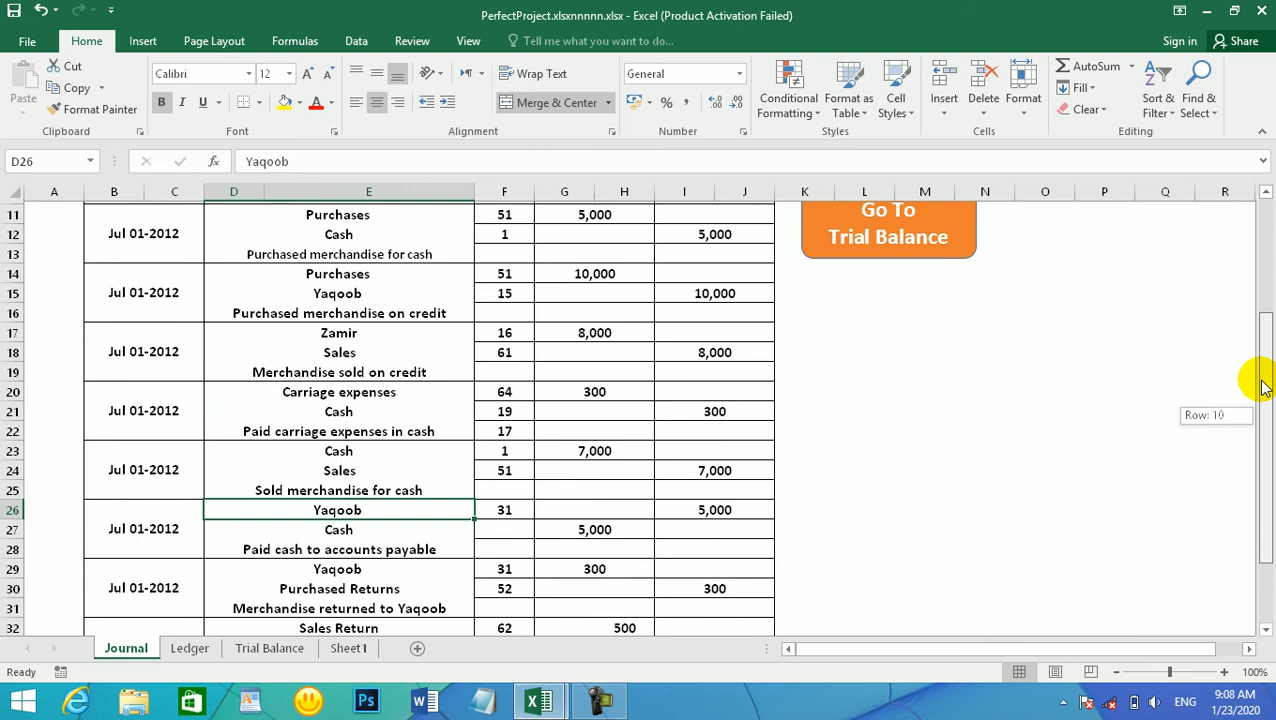 PerfectProject.xlsxnnnnn.xlsx - Excel (Product Activation Failed)
File Home Insert Page Layout Formulas Data Review View Tell me what you want to do... Sign in Share
Paste Cut Copy Format Painter Clipboard
Calibri 12 B I U A Font
Wrap Text Merge & Center Alignment
General % , Number
Conditional Formatting Format as Table Cell Styles Styles
Insert Delete Format Cells
AutoSum Fill Clear Sort & Filter Find & Select Editing
D26 fx Yaqoob
A B C D E F G H I J K L M N O P Q R
11 Purchases 51 5,000
12 Jul 01-2012 Cash 1 5,000
13 Purchased merchandise for cash
14 Purchases 51 10,000
15 Jul 01-2012 Yaqoob 15 10,000
16 Purchased merchandise on credit
17 Zamir 16 8,000
18 Jul 01-2012 Sales 61 8,000
19 Merchandise sold on credit
20 Carriage expenses 64 300
21 Jul 01-2012 Cash 19 300
22 Paid carriage expenses in cash 17
23 Cash 1 7,000
24 Jul 01-2012 Sales 51 7,000
25 Sold merchandise for cash
26 Yaqoob 31 5,000
27 Jul 01-2012 Cash 5,000
28 Paid cash to accounts payable
29 Yaqoob 31 300
30 Jul 01-2012 Purchased Returns 52 300
31 Merchandise returned to Yaqoob
32 Sales Return 62 500
Go To
Trial Balance
Row: 10
Journal Ledger Trial Balance Sheet1
Ready 100%
Ps ENG 9:08 AM
1/23/2020